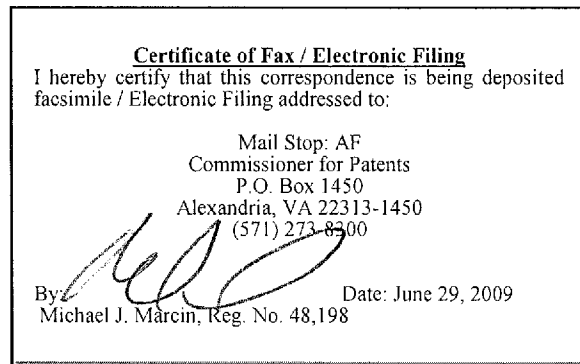 Certificate of Fax / Electronic Filing
I hereby certify that this correspondence is being deposited
facsimile / Electronic Filing addressed to:
Mail Stop: AF
Commissioner for Patents
P.O. Box 1450
Alexandria, VA 22313-1450
(571) 273-8300
By: Date: June 29, 2009
Michael J. Marcin, Reg. No. 48,198